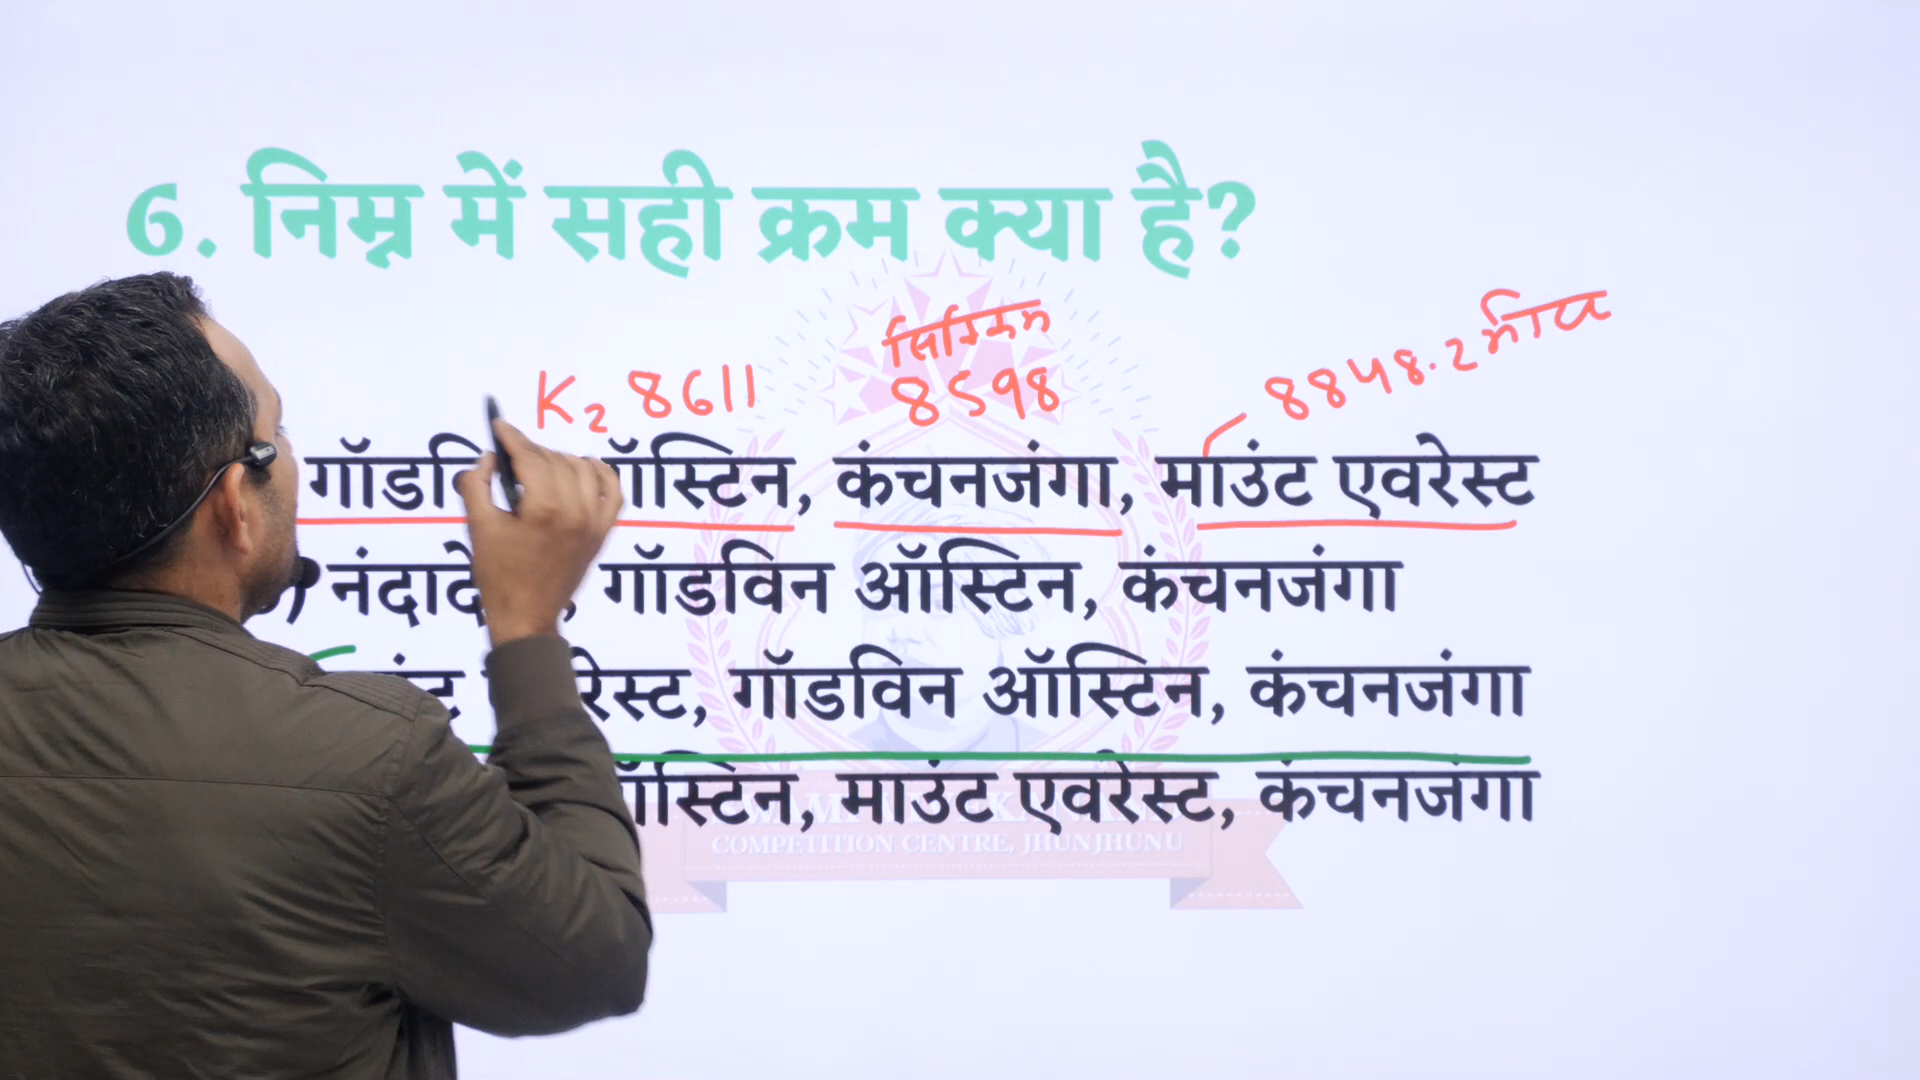 6. निम्न में सही क्रम क्या है?
सिक्किम
K2 8611 8598 8848.2
गॉडविन ऑस्टिन, कंचनजंगा, माउंट एवरेस्ट
नंदादे , गॉडविन ऑस्टिन, कंचनजंगा
रेस्ट, गॉडविन ऑस्टिन, कंचनजंगा
ऑस्टिन, माउंट एवरेस्ट, कंचनजंगा
COMPETITION CENTRE, JHUNJHUNU